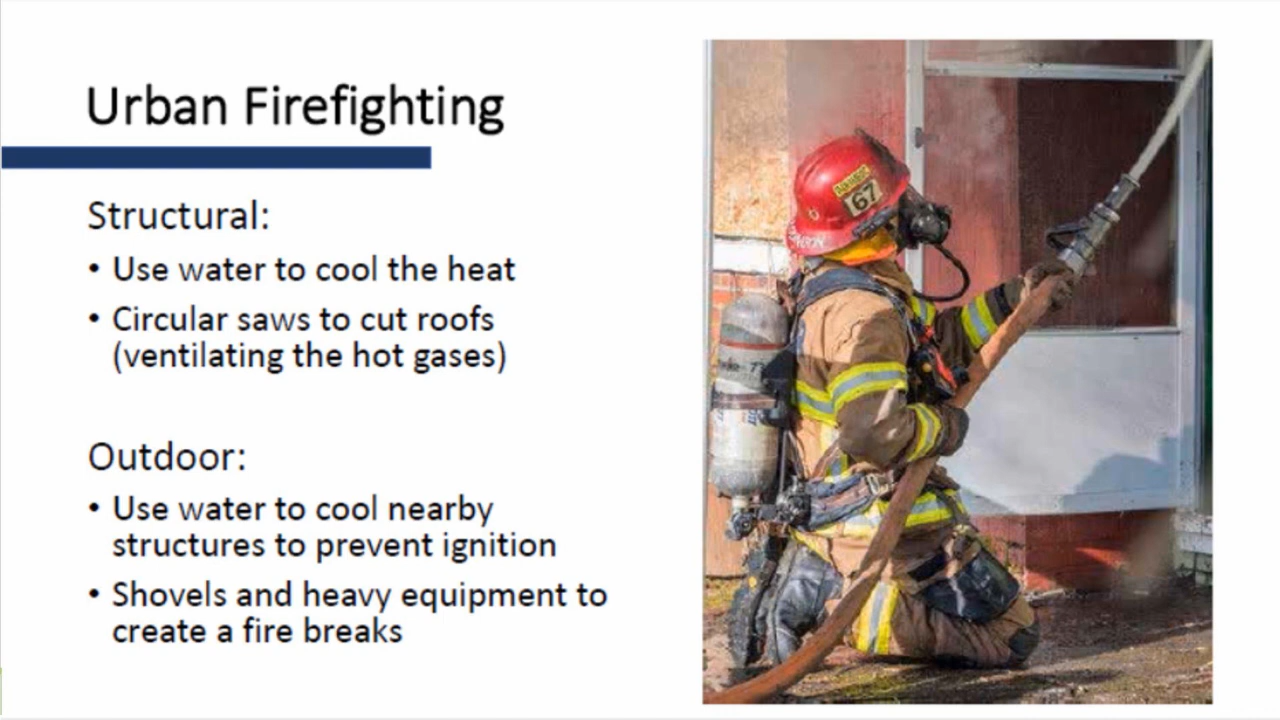 Urban Firefighting
Structural:
• Use water to cool the heat
• Circular saws to cut roofs
(ventilating the hot gases)
Outdoor:
• Use water to cool nearby
structures to prevent ignition
• Shovels and heavy equipment to
create a fire breaks
67